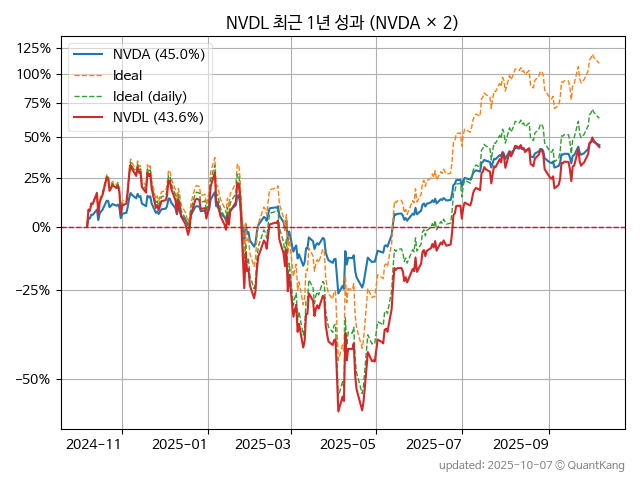 NVDL 최근 1년 성과 (NVDA × 2)
NVDA (45.0%)
Ideal
Ideal (daily)
NVDL (43.6%)
125%
100%
75%
50%
25%
0%
−25%
−50%
2024-11
2025-01
2025-03
2025-05
2025-07
2025-09
updated: 2025-10-07 © QuantKang